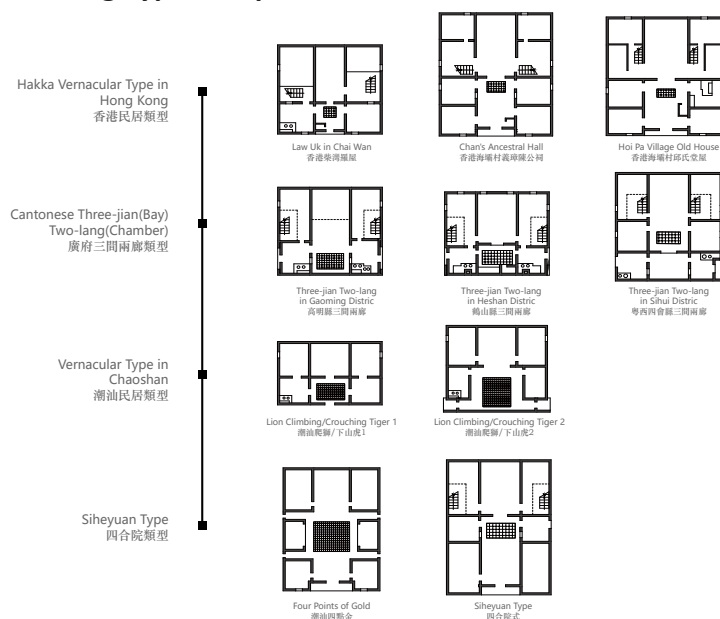 Hakka Vernacular Type in
Hong Kong
香港民居類型
Law Uk in Chai Wan
香港柴灣羅屋
Chan's Ancestral Hall
香港海壩村義璋陳公祠
Hoi Pa Village Old House
香港海壩村邱氏堂屋
Cantonese Three-jian(Bay)
Two-lang(Chamber)
廣府三間兩廊類型
Three-jian Two-lang
in Gaoming Distric
高明縣三間兩廊
Three-jian Two-lang
in Heshan Distric
鶴山縣三間兩廊
Three-jian Two-lang
in Sihui Distric
粵西四會縣三間兩廊
Vernacular Type in
Chaoshan
潮汕民居類型
Lion Climbing/Crouching Tiger 1
潮汕爬獅/下山虎1
Lion Climbing/Crouching Tiger 2
潮汕爬獅/下山虎2
Siheyuan Type
四合院類型
Four Points of Gold
潮汕四點金
Siheyuan Type
四合院式